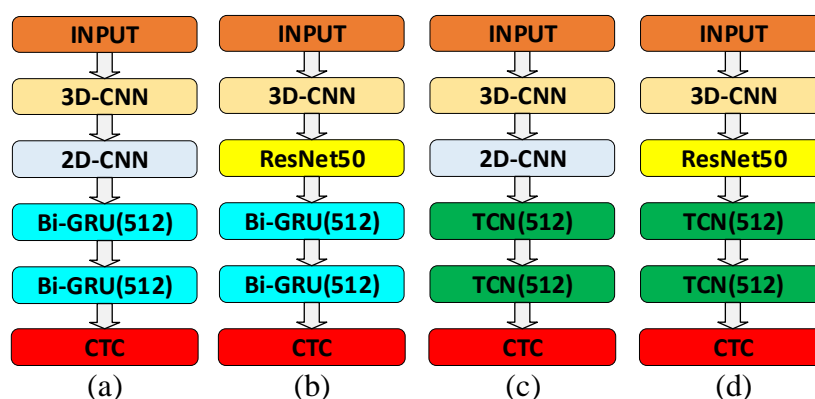 INPUT
3D-CNN
2D-CNN
Bi-GRU(512)
Bi-GRU(512)
CTC
(a)
INPUT
3D-CNN
ResNet50
Bi-GRU(512)
Bi-GRU(512)
CTC
(b)
INPUT
3D-CNN
2D-CNN
TCN(512)
TCN(512)
CTC
(c)
INPUT
3D-CNN
ResNet50
TCN(512)
TCN(512)
CTC
(d)